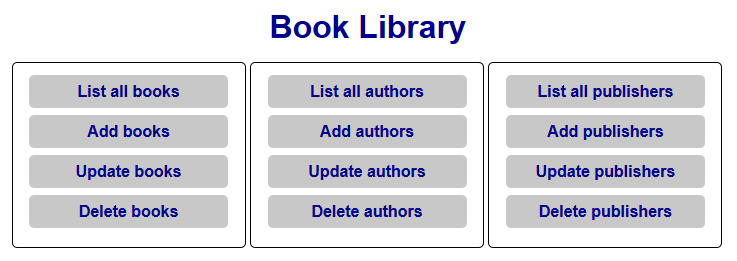 Book Library
List all books
Add books
Update books
Delete books
List all authors
Add authors
Update authors
Delete authors
List all publishers
Add publishers
Update publishers
Delete publishers